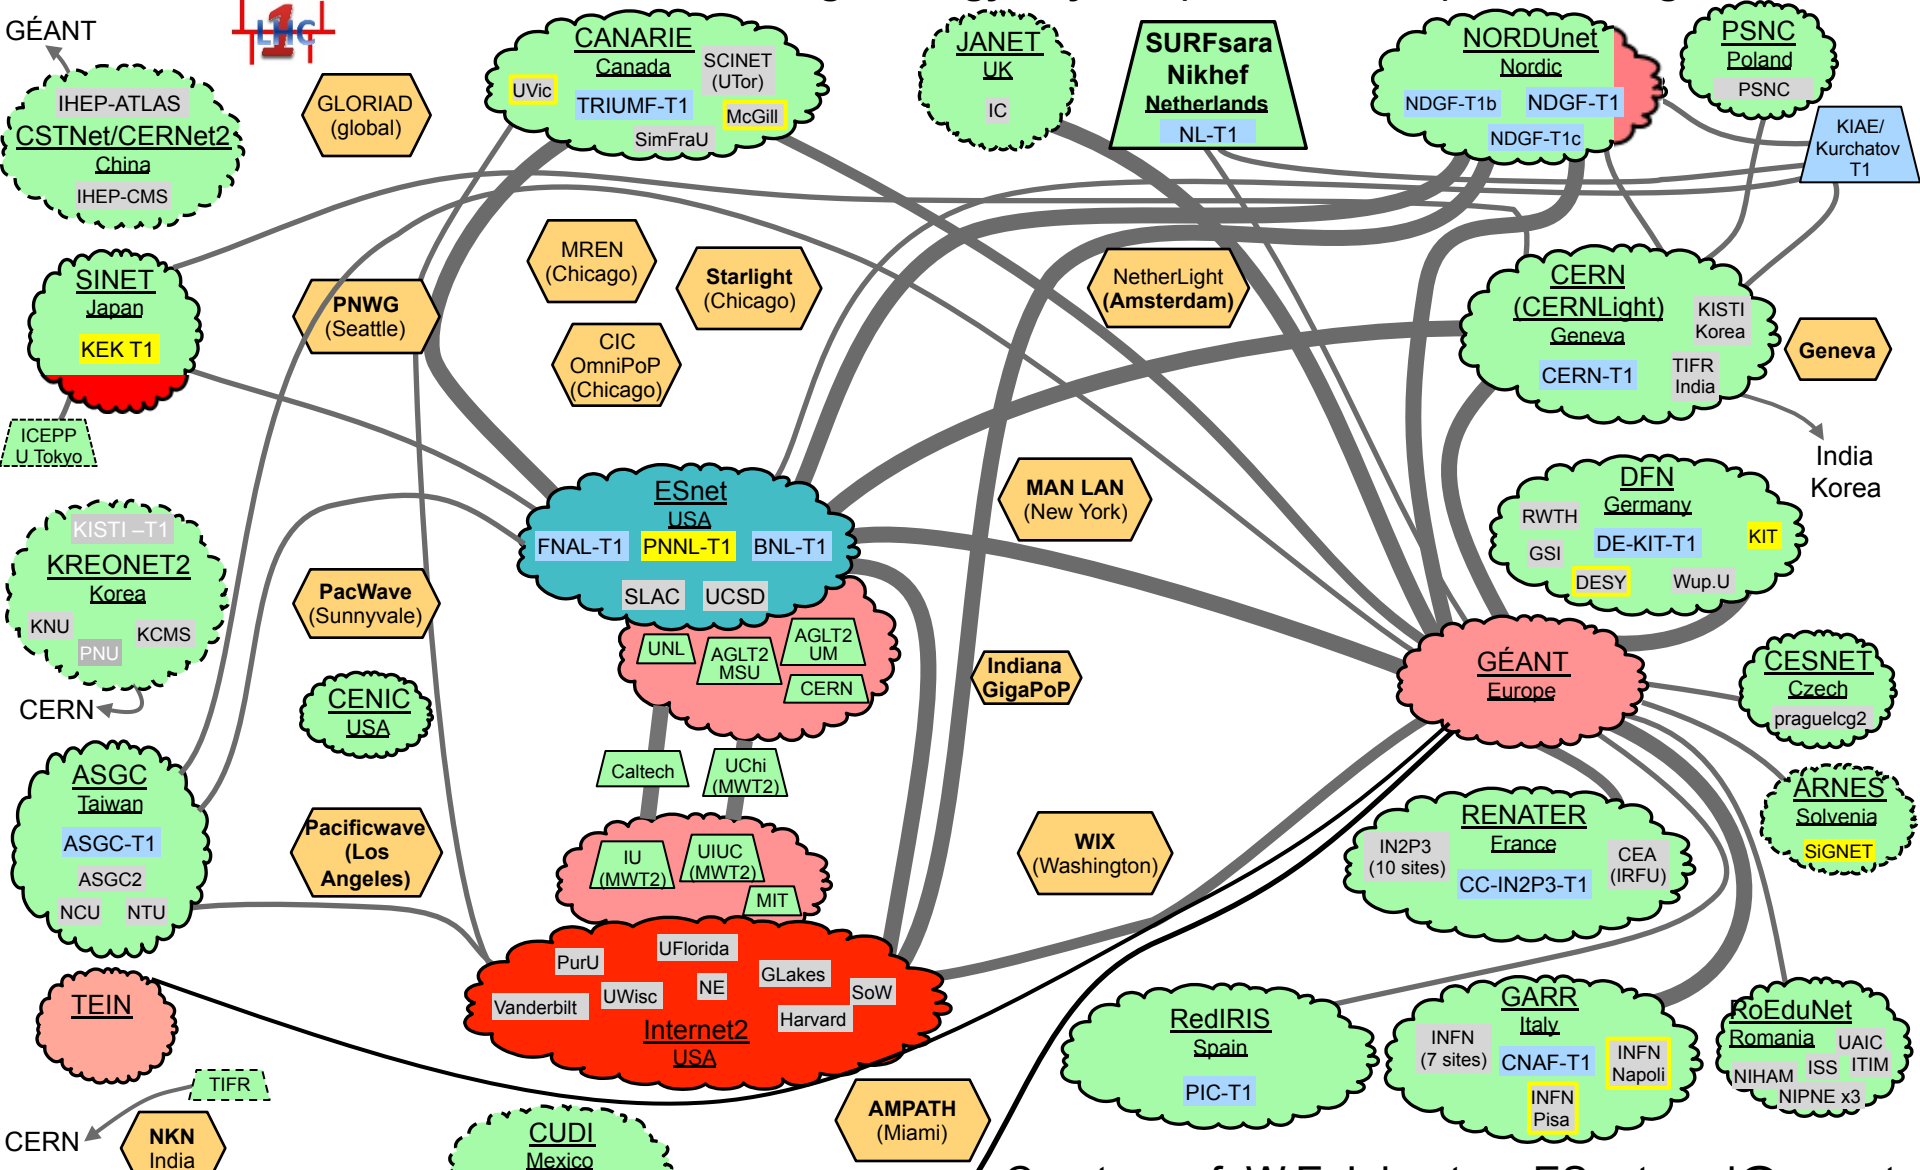 GÉANT
LHC
1
GLORIAD
(global)
CANARIE
Canada
UVic
SCINET
(UTor)
TRIUMF-T1
McGill
SimFraU
JANET
UK
IC
SURFsara
Nikhef
Netherlands
NL-T1
NORDUnet
Nordic
NDGF-T1b
NDGF-T1
NDGF-T1c
PSNC
Poland
PSNC
KIAE/
Kurchatov
T1
IHEP-ATLAS
CSTNet/CERNet2
China
IHEP-CMS
SINET
Japan
KEK T1
ICEPP
U Tokyo
PNWG
(Seattle)
MREN
(Chicago)
Starlight
(Chicago)
CIC
OmniPoP
(Chicago)
NetherLight
(Amsterdam)
CERN
(CERNLight)
Geneva
KISTI
Korea
CERN-T1
TIFR
India
Geneva
India
Korea
KISTI –T1
KREONET2
Korea
KNU
KCMS
PNU
CERN
ESnet
USA
FNAL-T1
PNNL-T1
BNL-T1
SLAC
UCSD
MAN LAN
(New York)
DFN
Germany
RWTH
DE-KIT-T1
KIT
GSI
DESY
Wup.U
PacWave
(Sunnyvale)
CENIC
USA
UNL
AGLT2
MSU
AGLT2
UM
CERN
Indiana
GigaPoP
GÉANT
Europe
CESNET
Czech
praguelcg2
ASGC
Taiwan
ASGC-T1
ASGC2
NCU
NTU
Caltech
UChi
(MWT2)
Pacificwave
(Los
Angeles)
IU
(MWT2)
UIUC
(MWT2)
MIT
WIX
(Washington)
RENATER
France
IN2P3
(10 sites)
CEA
(IRFU)
CC-IN2P3-T1
ARNES
Solvenia
SiGNET
TEIN
PurU
UFlorida
GLakes
Vanderbilt
UWisc
NE
SoW
Harvard
Internet2
USA
RedIRIS
Spain
PIC-T1
GARR
Italy
INFN
(7 sites)
CNAF-T1
INFN
Napoli
INFN
Pisa
RoEduNet
Romania
UAIC
ISS
ITIM
NIHAM
NIPNE x3
TIFR
CERN
NKN
India
CUDI
Mexico
AMPATH
(Miami)